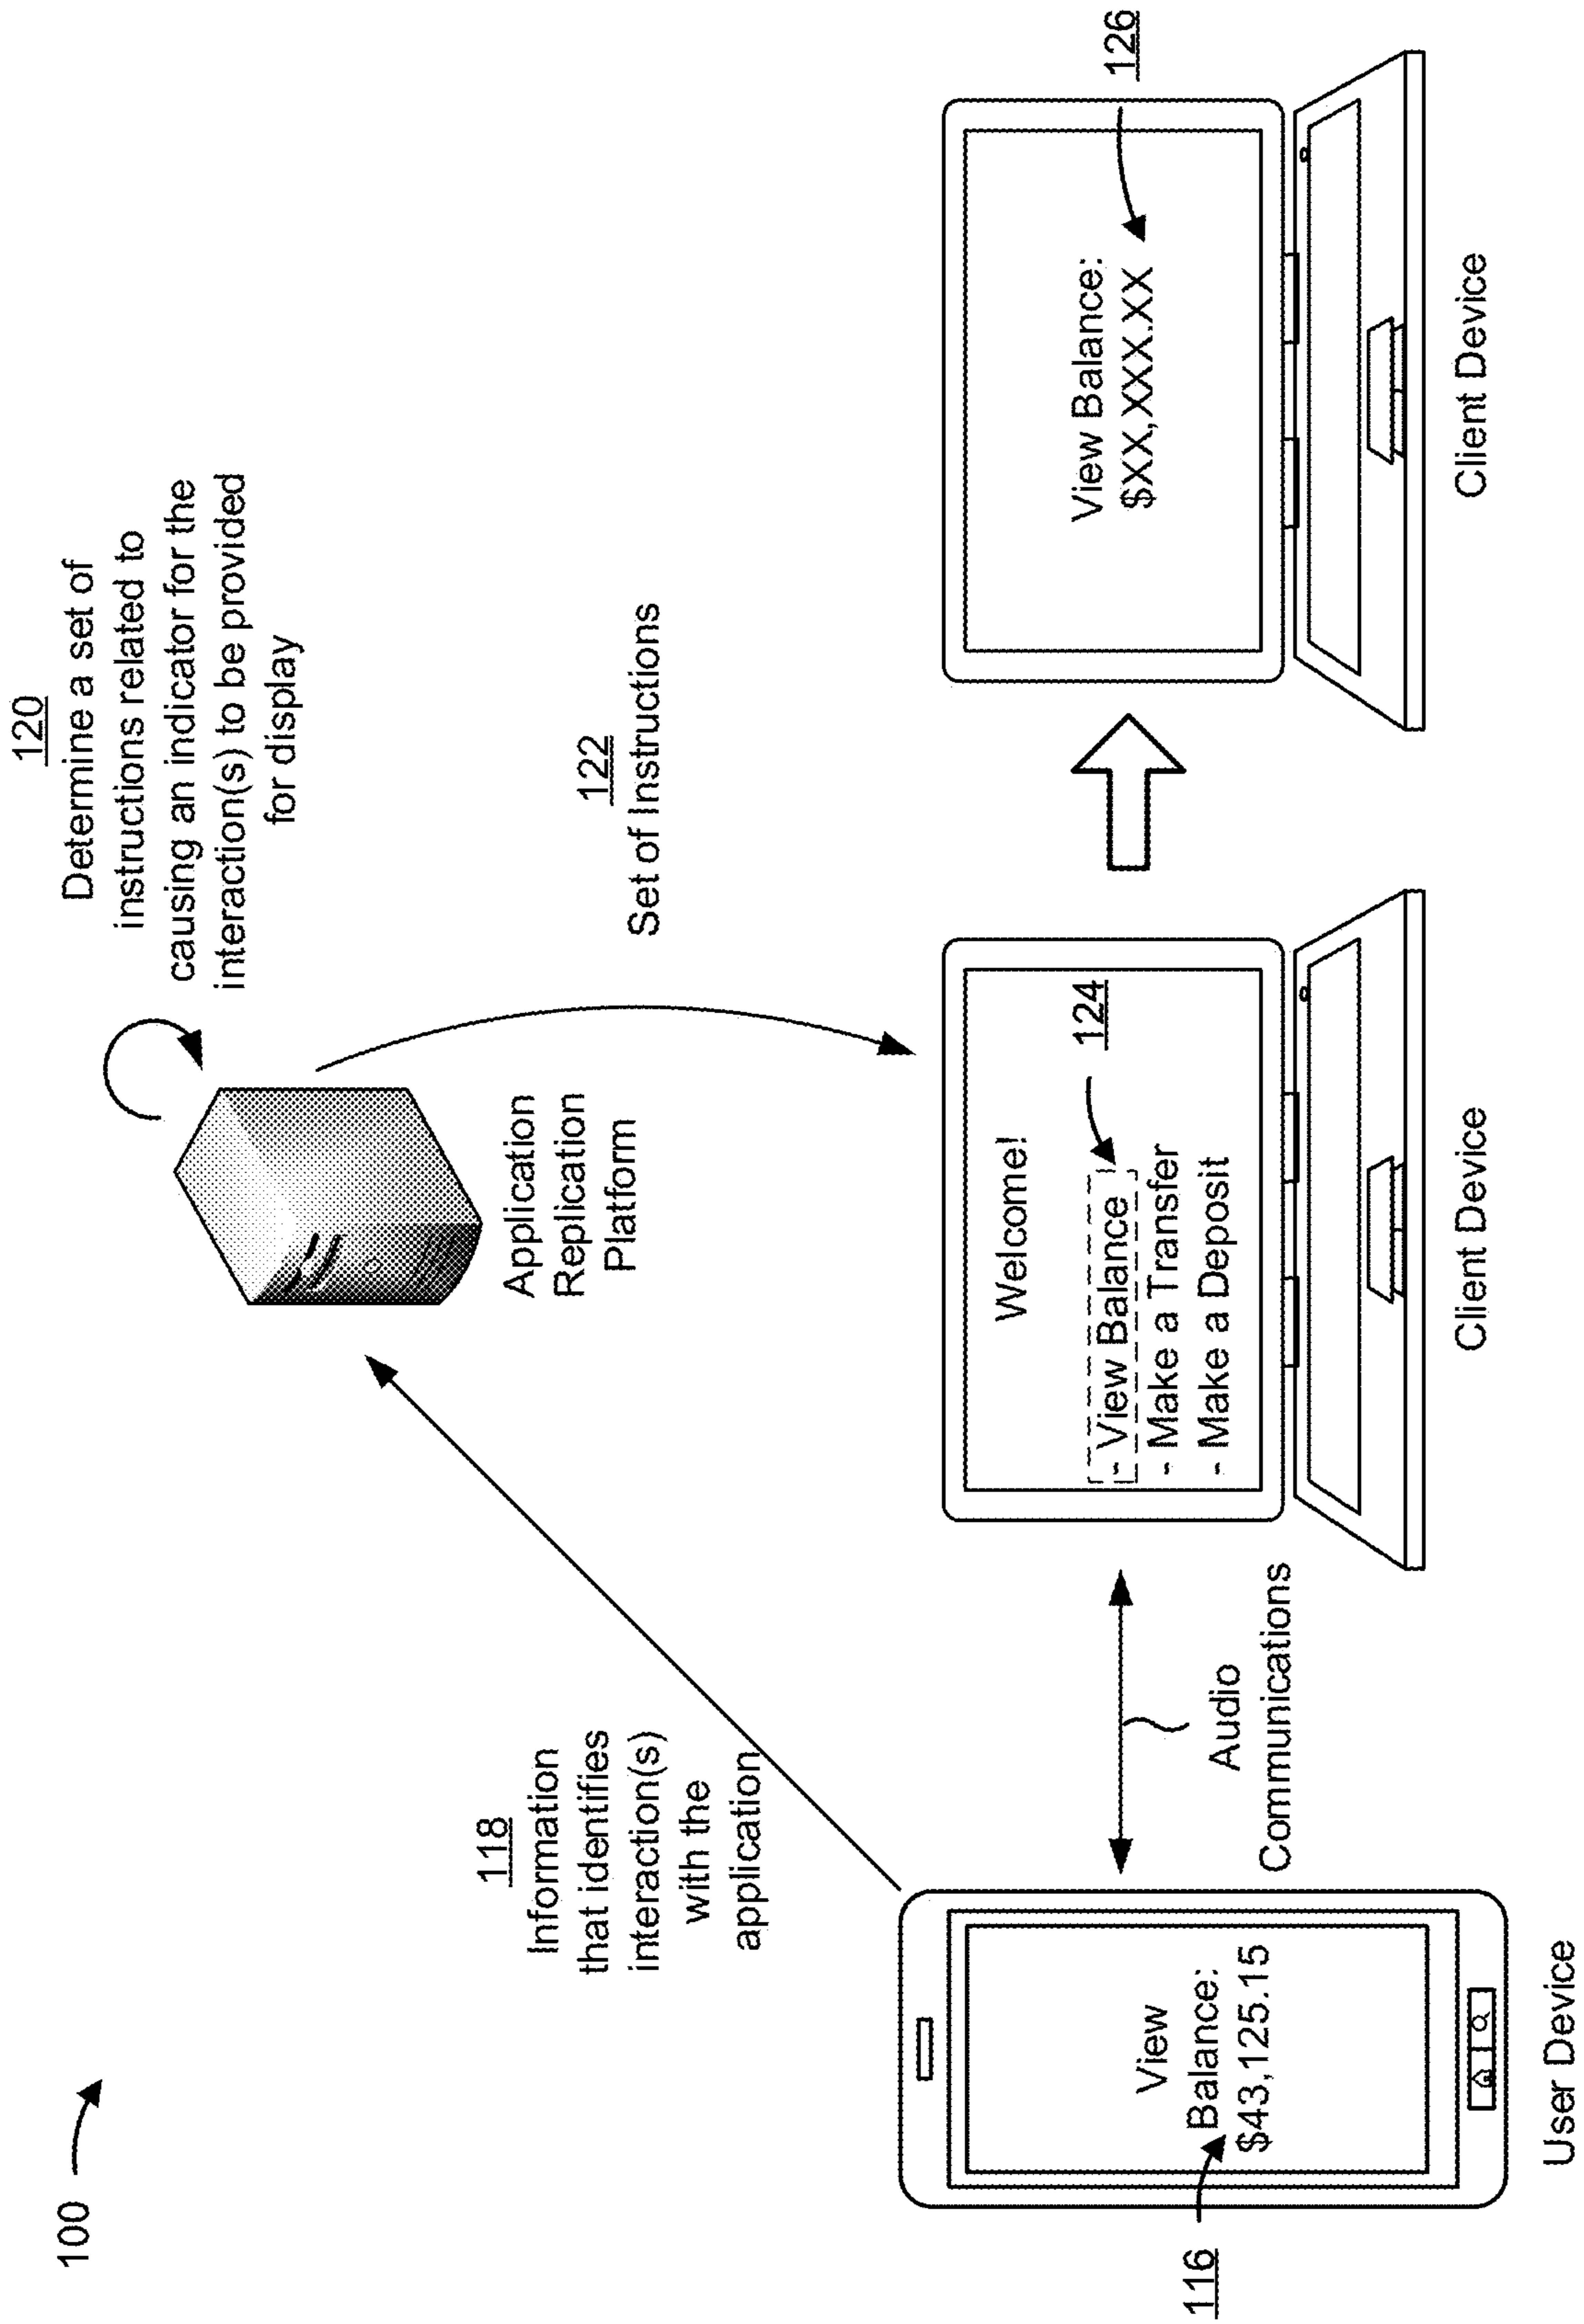 100
120
Determine a set of
instructions related to
causing an indicator for the
interaction(s) to be provided
for display
118
Information
that identifies
interaction(s)
with the
application
Application
Replication
Platform
122
Set of Instructions
116
View
Balance:
$43,125.15
User Device
Audio
Communications
Welcome!
124
- View Balance
- Make a Transfer
- Make a Deposit
Client Device
126
View Balance:
$XX,XXX.XX
Client Device